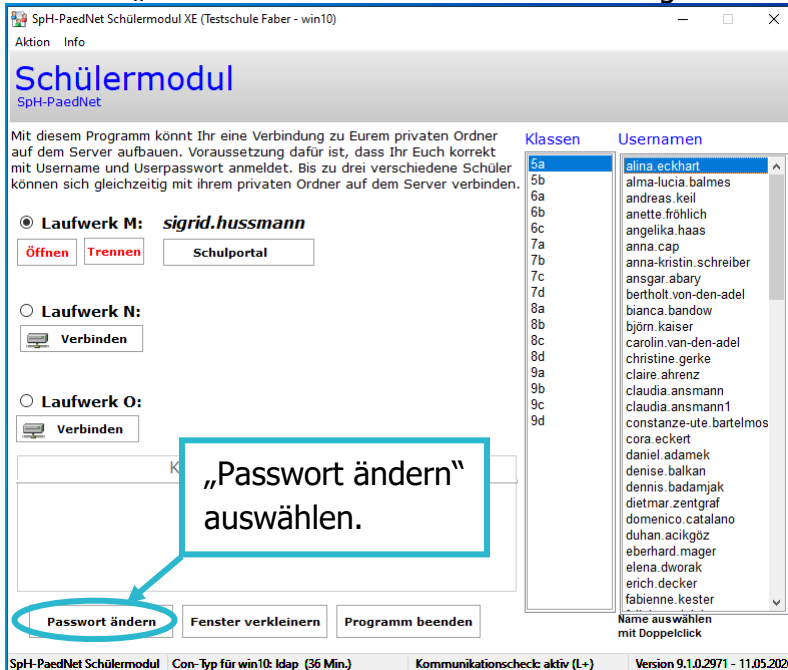 SpH-PaedNet Schülermodul XE (Testschule Faber - win10)
Aktion Info
Schülermodul
SpH-PaedNet
Mit diesem Programm könnt Ihr eine Verbindung zu Eurem privaten Ordner
auf dem Server aufbauen. Voraussetzung dafür ist, dass Ihr Euch korrekt
mit Username und Userpasswort anmeldet. Bis zu drei verschiedene Schüler
können sich gleichzeitig mit ihrem privaten Ordner auf dem Server verbinden.
Laufwerk M: sigrid.hussmann
Öffnen Trennen Schulportal
Laufwerk N:
Verbinden
Laufwerk O:
Verbinden
K
„Passwort ändern“
auswählen.
Passwort ändern Fenster verkleinern Programm beenden
Klassen
5a
5b
6a
6b
6c
7a
7b
7c
7d
8a
8b
8c
8d
9a
9b
9c
9d
Usernamen
alina.eckhart
alma-lucia.balmes
andreas.keil
anette.fröhlich
angelika.haas
anna.cap
anna-kristin.schreiber
ansgar.abary
bertholt.von-den-adel
bianca.bandow
björn.kaiser
carolin.van-den-adel
christine.gerke
claire.ahrenz
claudia.ansmann
claudia.ansmann1
constanze-ute.bartelmos
cora.eckert
daniel.adamek
denise.balkan
dennis.badamjak
dietmar.zentgraf
domenico.catalano
duhan.acikgöz
eberhard.mager
elena.dworak
erich.decker
fabienne.kester
Name auswählen
mit Doppelclick
SpH-PaedNet Schülermodul Con-Typ für win10: ldap (36 Min.) Kommunikationscheck: aktiv (L+) Version 9.1.0.2971 - 11.05.202